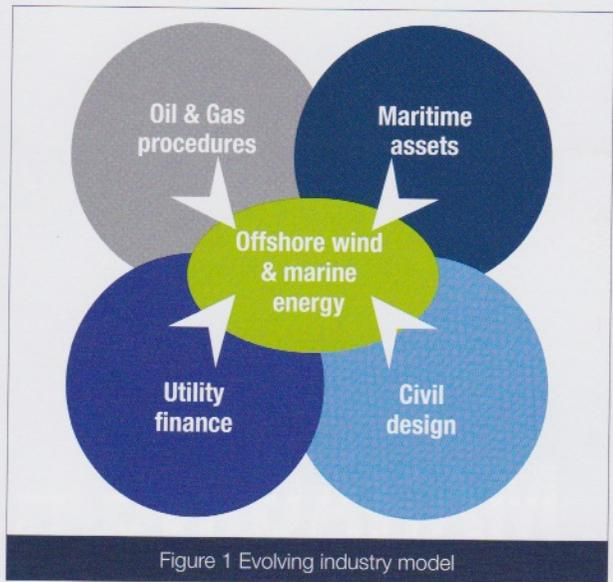 Oil & Gas
procedures
Maritime
assets
Offshore wind
& marine
energy
Utility
finance
Civil
design
Figure 1 Evolving industry model